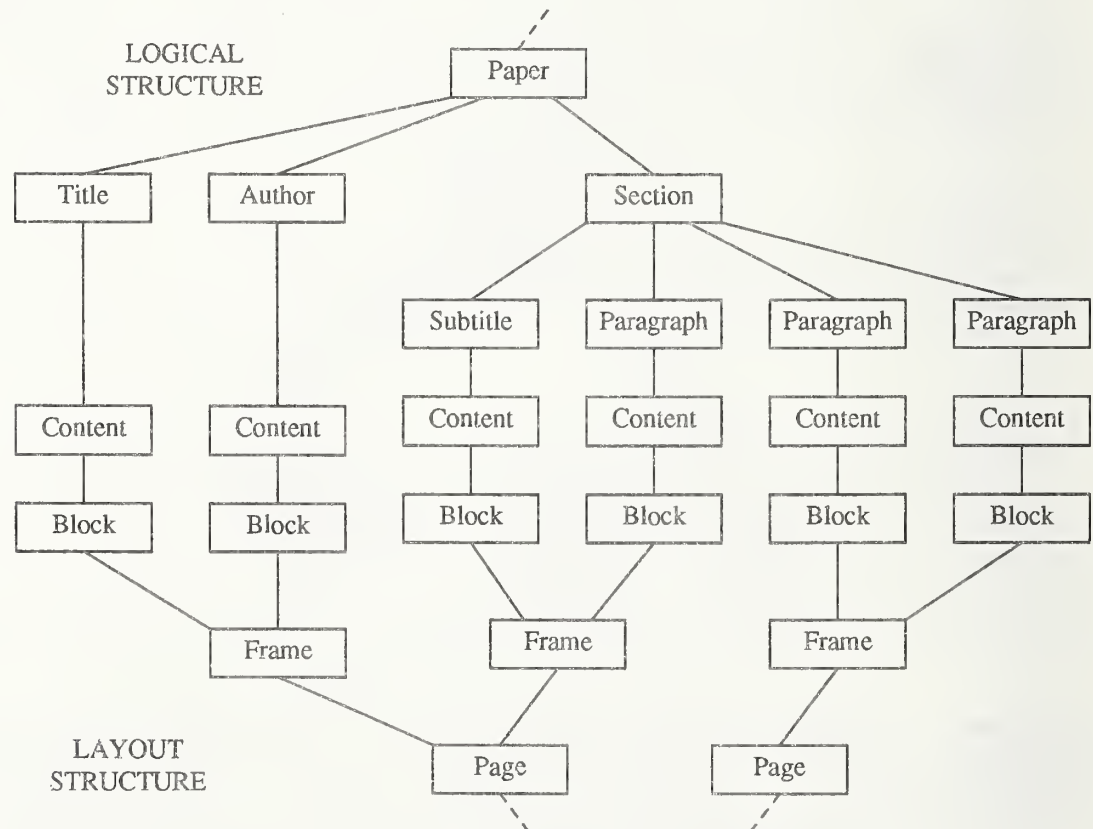 LOGICAL
STRUCTURE
Paper
Title
Author
Section
Subtitle
Paragraph
Paragraph
Paragraph
Content
Content
Content
Content
Content
Content
Block
Block
Block
Block
Block
Block
Frame
Frame
Frame
LAYOUT
STRUCTURE
Page
Page